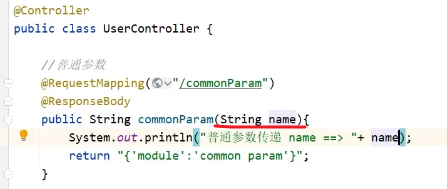 @Controller
public class UserController {
//普通参数
@RequestMapping("/commonParam")
@ResponseBody
public String commonParam(String name){
System.out.println("普通参数传递 name ==> "+ name);
return "{'module':'common param'}";
}